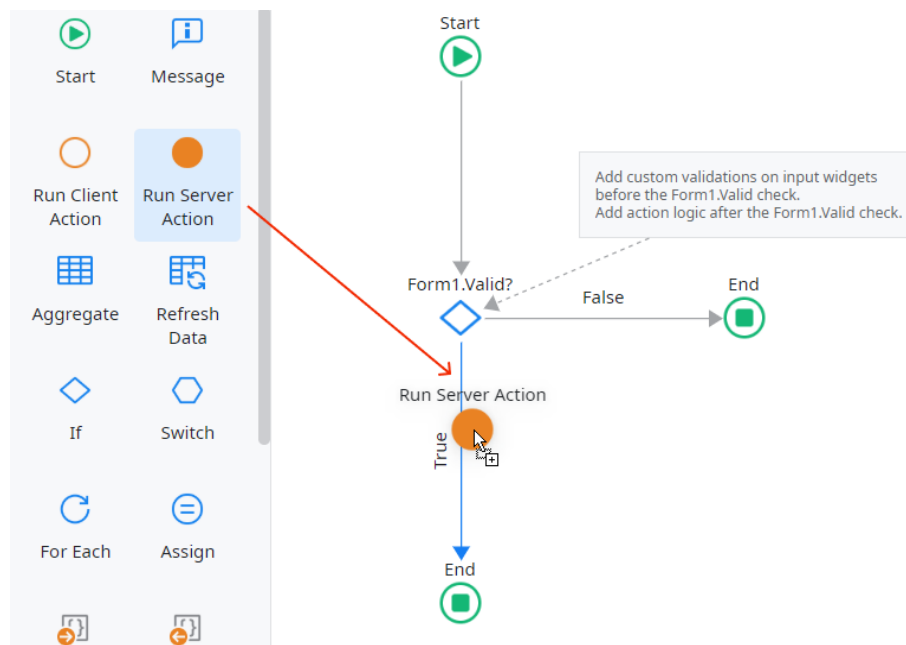 Start
Message
Run Client
Action
Run Server
Action
Aggregate
Refresh
Data
If
Switch
For Each
Assign
Start
Add custom validations on input widgets
before the Form1.Valid check.
Add action logic after the Form1.Valid check.
Form1.Valid?
False
End
Run Server Action
True
End